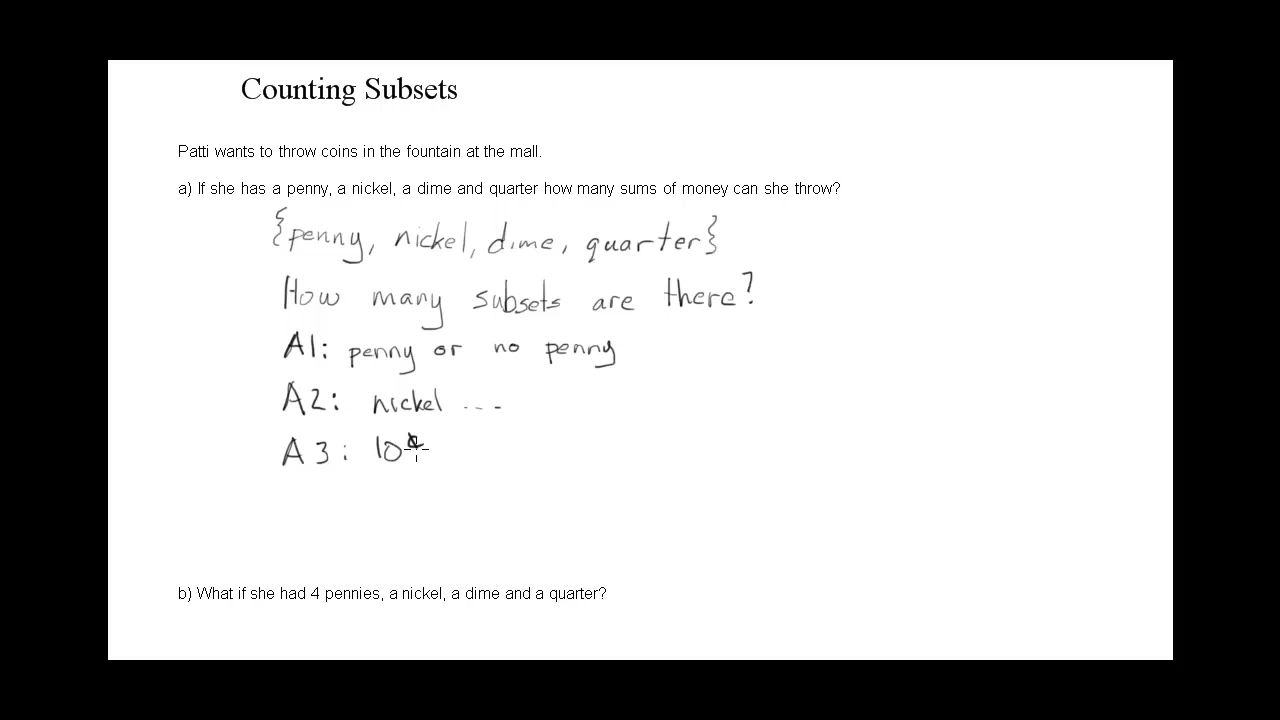 Counting Subsets
Patti wants to throw coins in the fountain at the mall.
a) If she has a penny, a nickel, a dime and quarter how many sums of money can she throw?
{penny, nickel, dime, quarter}
How many subsets are there?
A1: penny or no penny
A2: nickel ...
A3: 10¢
b) What if she had 4 pennies, a nickel, a dime and a quarter?